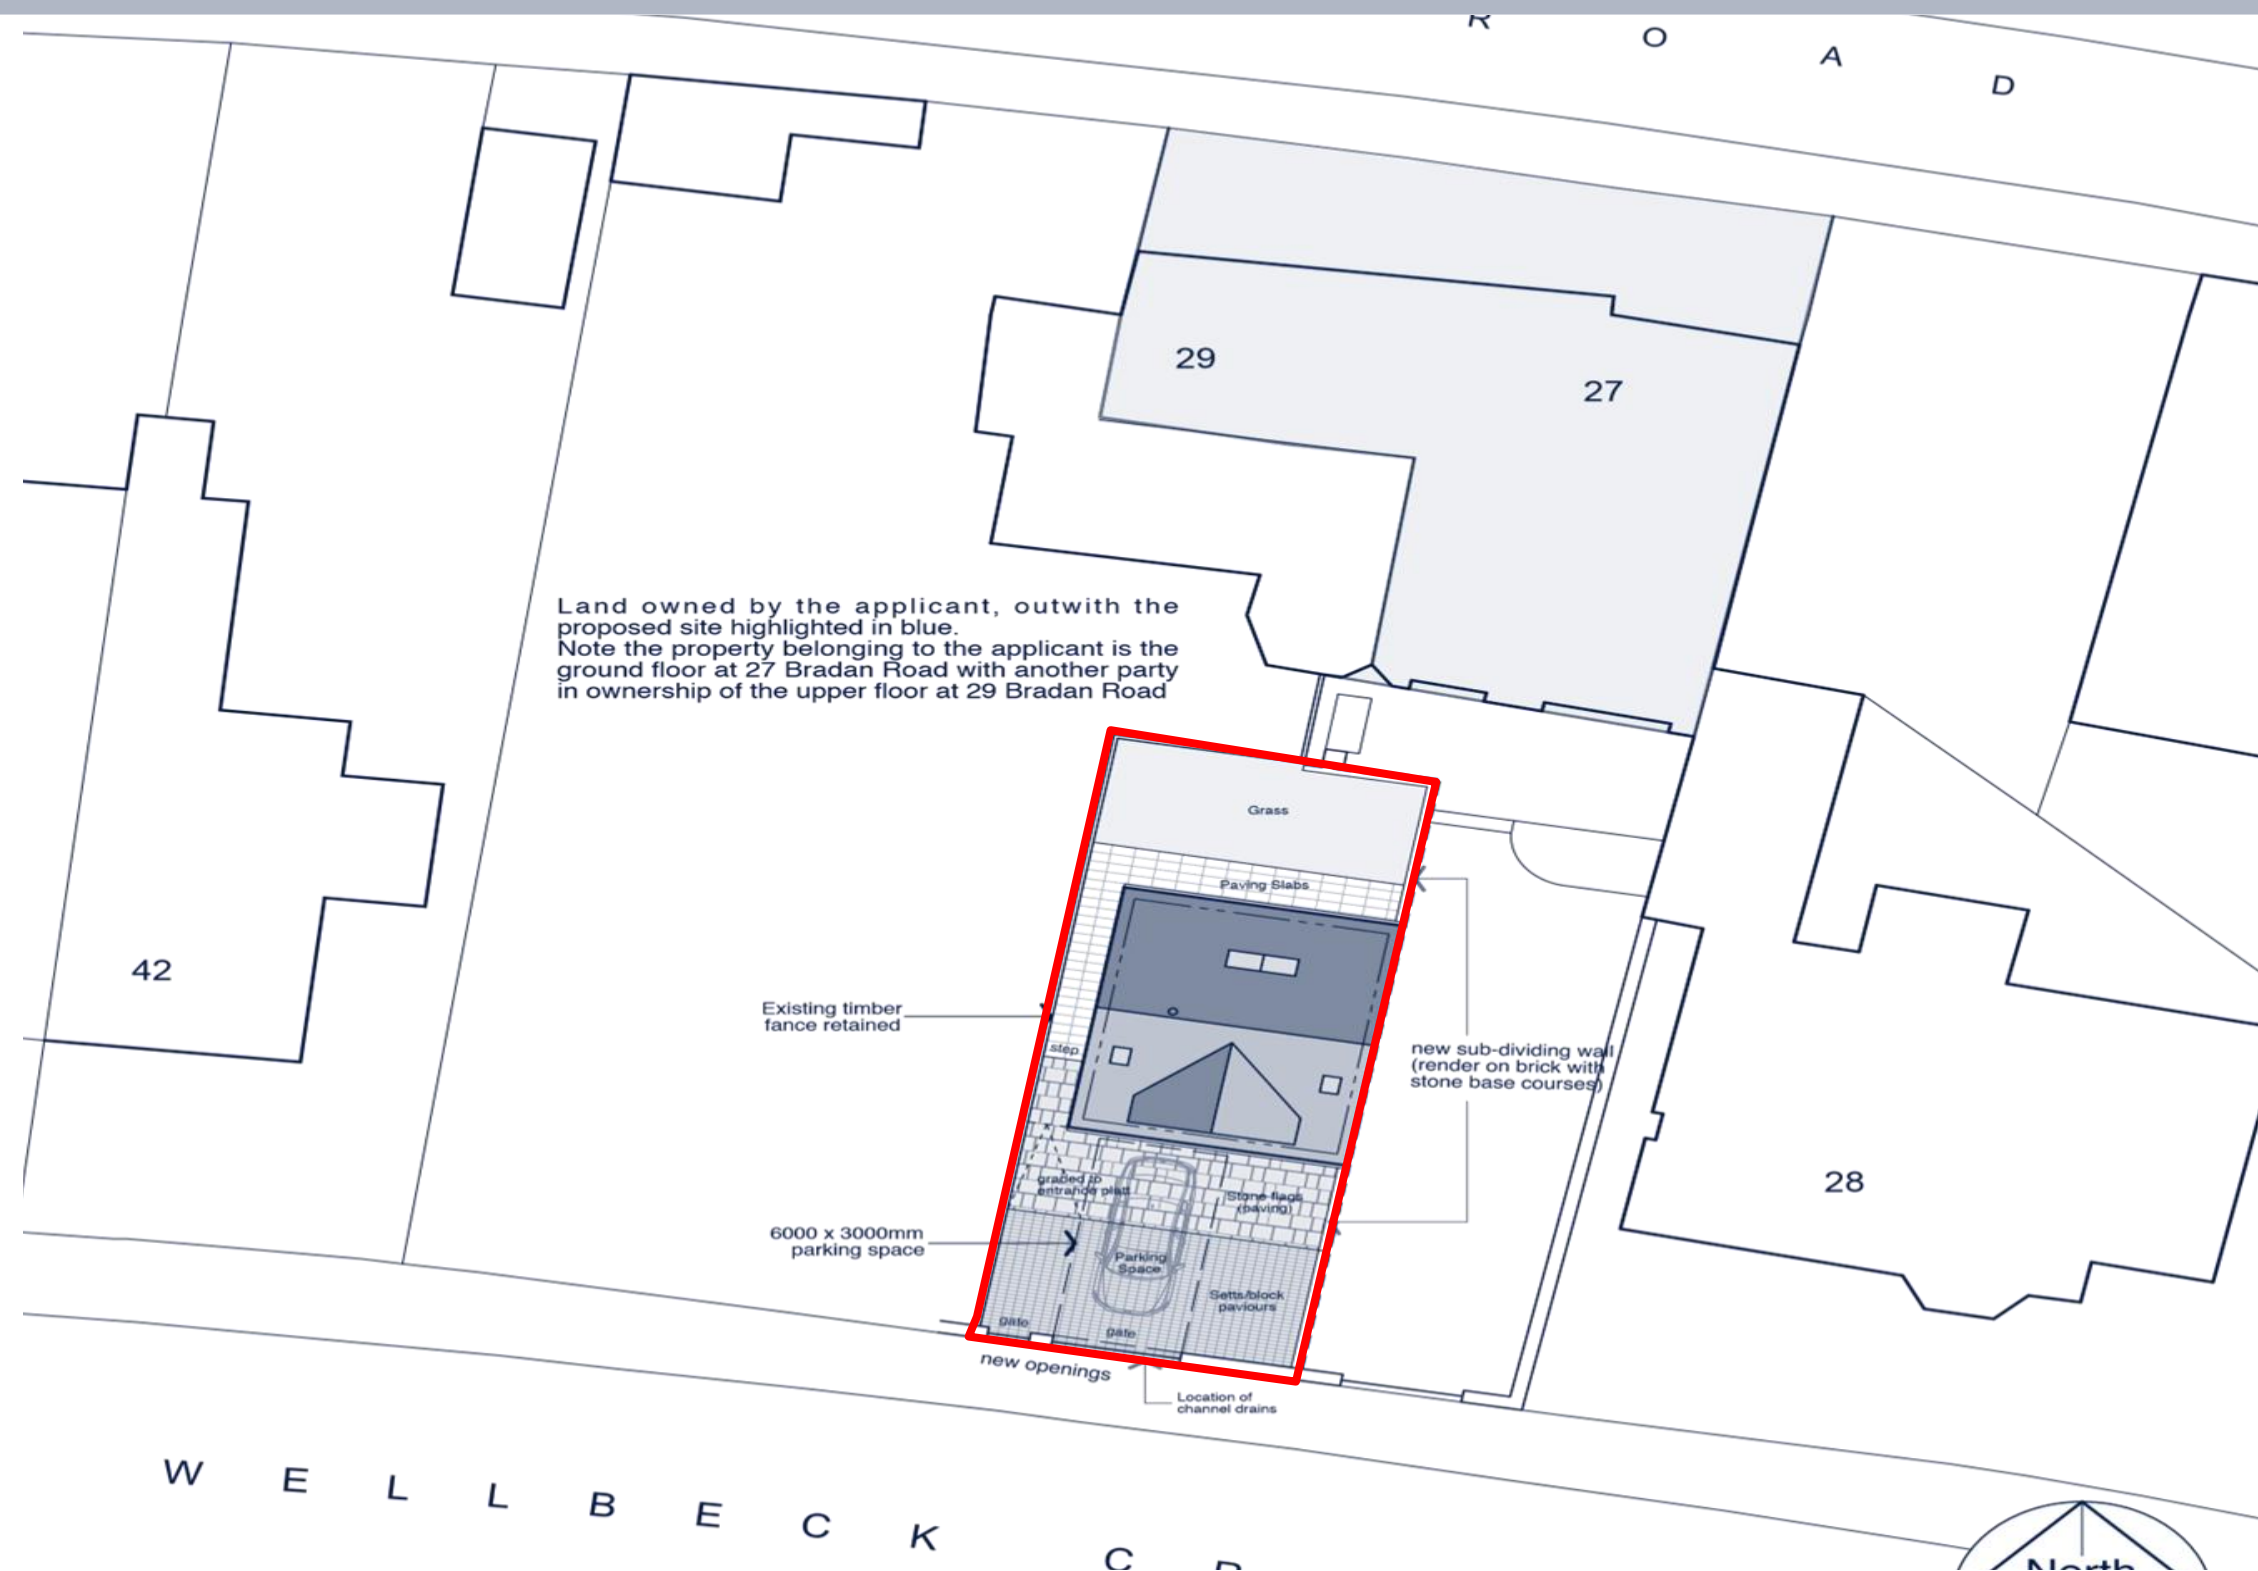 R O A D
29
27
Land owned by the applicant, outwith the
proposed site highlighted in blue.
Note the property belonging to the applicant is the
ground floor at 27 Bradan Road with another party
in ownership of the upper floor at 29 Bradan Road
Grass
Paving Slabs
42
Existing timber
fance retained
step
new sub-dividing wall
(render on brick with
stone base courses)
28
graded to
entrance platt
Stone flags
(paving)
6000 x 3000mm
parking space
Parking
Space
Setts/block
paviours
gate
gate
new openings
Location of
channel drains
W E L L B E C K C R
North